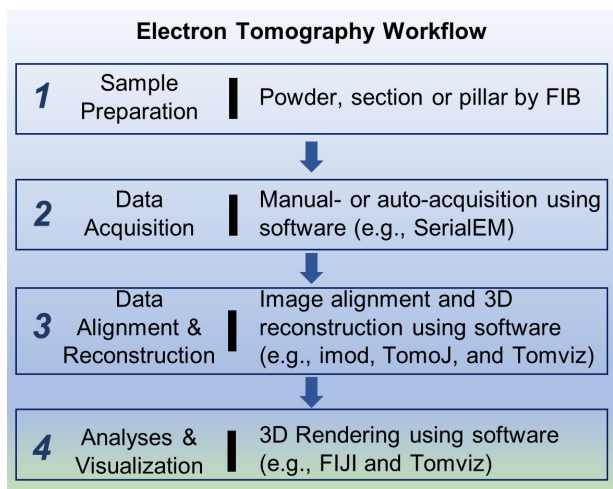 Electron Tomography Workflow
1
Sample
Preparation
Powder, section or pillar by FIB
2
Data
Acquisition
Manual- or auto-acquisition using
software (e.g., SerialEM)
3
Data
Alignment &
Reconstruction
Image alignment and 3D
reconstruction using software
(e.g., imod, TomoJ, and Tomviz)
4
Analyses &
Visualization
3D Rendering using software
(e.g., FIJI and Tomviz)